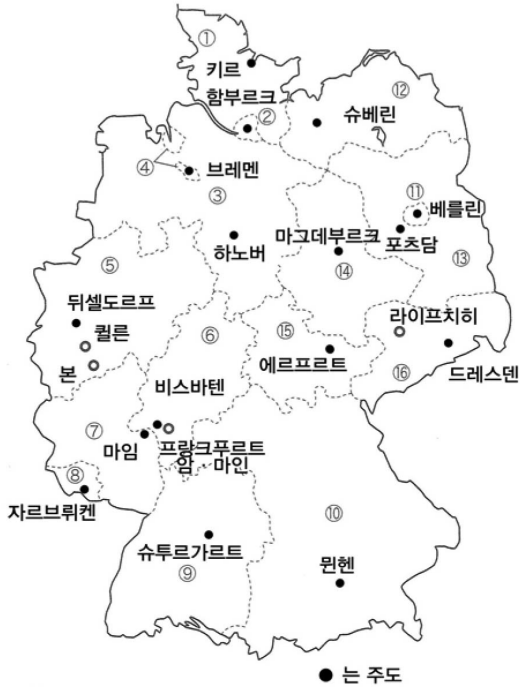 ①
키르
함부르크
②
⑫
슈베린
④
브레멘
③
⑪
베를린
하노버
마그데부르크
포츠담
⑤
⑭
⑬
뒤셀도르프
퀼른
본
⑥
⑮
라이프치히
에르프르트
드레스덴
비스바텐
⑯
⑦
마임
프랑크푸르트
암 마인
⑧
자르브뤼켄
⑩
슈투르가르트
⑨
뮌헨
● 는 주도